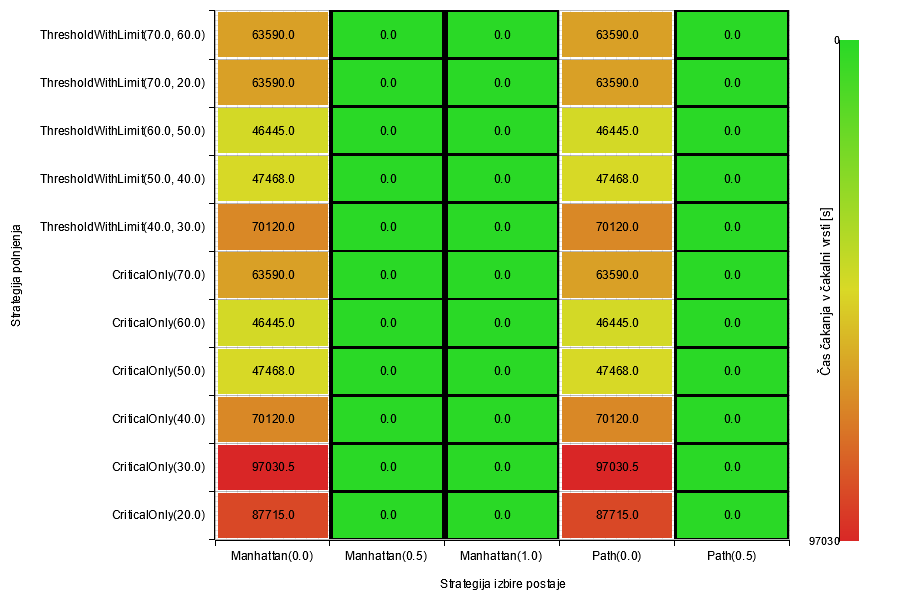 ThresholdWithLimit(70.0, 60.0) 63590.0 0.0 0.0 63590.0 0.0
ThresholdWithLimit(70.0, 20.0) 63590.0 0.0 0.0 63590.0 0.0
ThresholdWithLimit(60.0, 50.0) 46445.0 0.0 0.0 46445.0 0.0
ThresholdWithLimit(50.0, 40.0) 47468.0 0.0 0.0 47468.0 0.0
ThresholdWithLimit(40.0, 30.0) 70120.0 0.0 0.0 70120.0 0.0
CriticalOnly(70.0) 63590.0 0.0 0.0 63590.0 0.0
CriticalOnly(60.0) 46445.0 0.0 0.0 46445.0 0.0
CriticalOnly(50.0) 47468.0 0.0 0.0 47468.0 0.0
CriticalOnly(40.0) 70120.0 0.0 0.0 70120.0 0.0
CriticalOnly(30.0) 97030.5 0.0 0.0 97030.5 0.0
CriticalOnly(20.0) 87715.0 0.0 0.0 87715.0 0.0
Manhattan(0.0) Manhattan(0.5) Manhattan(1.0) Path(0.0) Path(0.5)
Strategija izbire postaje
Strategija polnjenja
0
Čas čakanja v čakalni vrsti [s]
97030